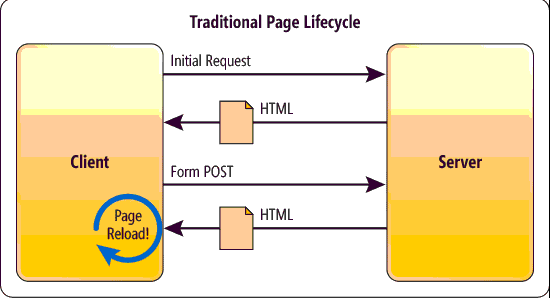 Traditional Page Lifecycle
Initial Request
HTML
Client
Server
Form POST
HTML
Page
Reload!